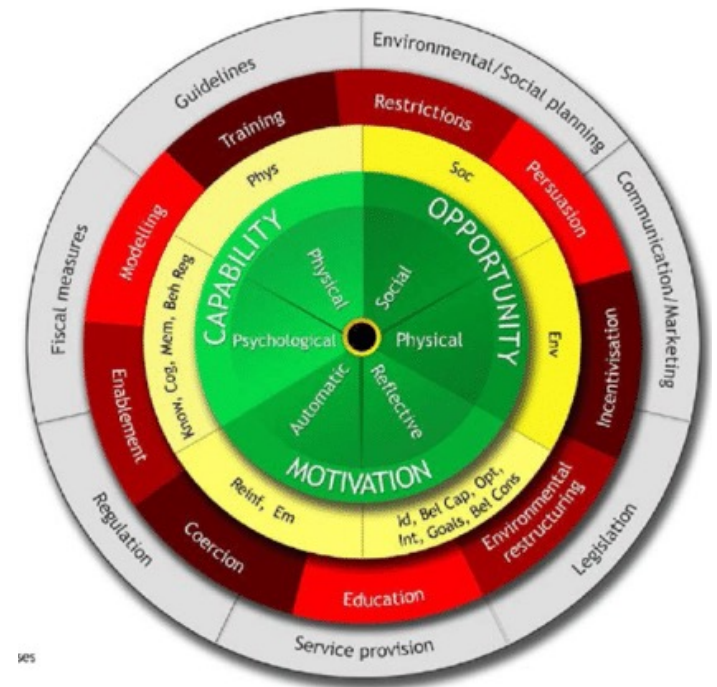 Environmental/Social planning
Communication/Marketing
Legislation
Service provision
Regulation
Fiscal measures
Guidelines
Restrictions
Persuasion
Incentivisation
Environmental
restructuring
Education
Coercion
Enablement
Modelling
Training
Soc
Env
Id, Bel Cap, Opt,
Int, Goals, Bel Cons
Reinf, Em
Know, Cog, Mem, Beh Reg
Phys
CAPABILITY
OPPORTUNITY
MOTIVATION
Physical
Social
Psychological
Physical
Automatic
Reflective